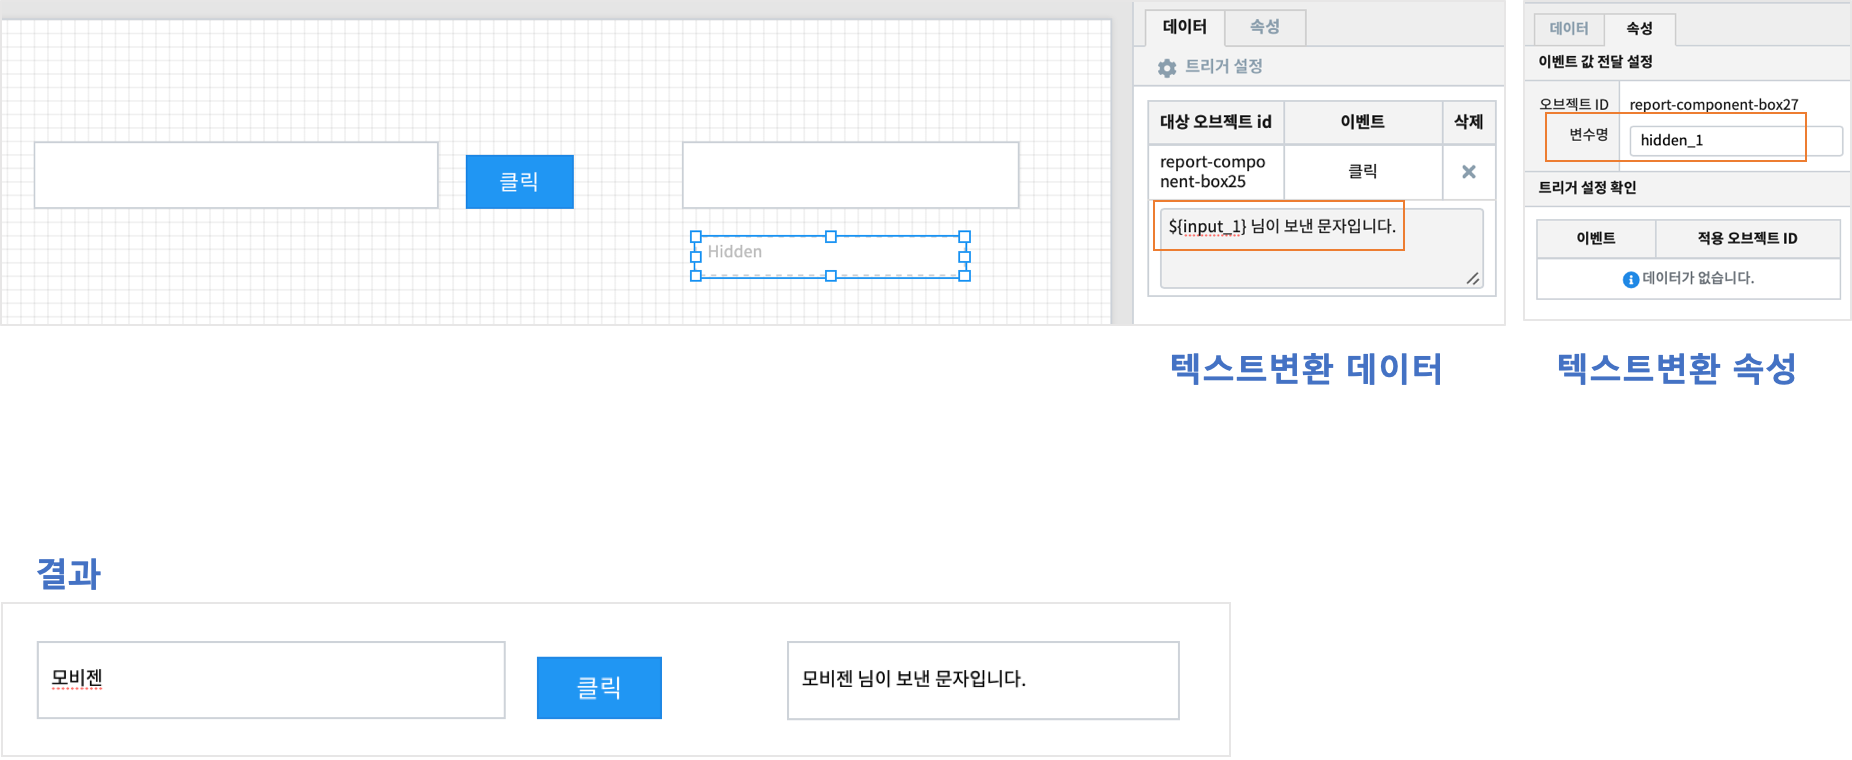 클릭
Hidden
데이터
속성
트리거 설정
대상 오브젝트 id
이벤트
삭제
report-compo
nent-box25
클릭
${input_1} 님이 보낸 문자입니다.
텍스트변환 데이터
데이터
속성
이벤트 값 전달 설정
오브젝트 ID
report-component-box27
변수명
hidden_1
트리거 설정 확인
이벤트
적용 오브젝트 ID
데이터가 없습니다.
텍스트변환 속성
결과
모비젠
클릭
모비젠 님이 보낸 문자입니다.